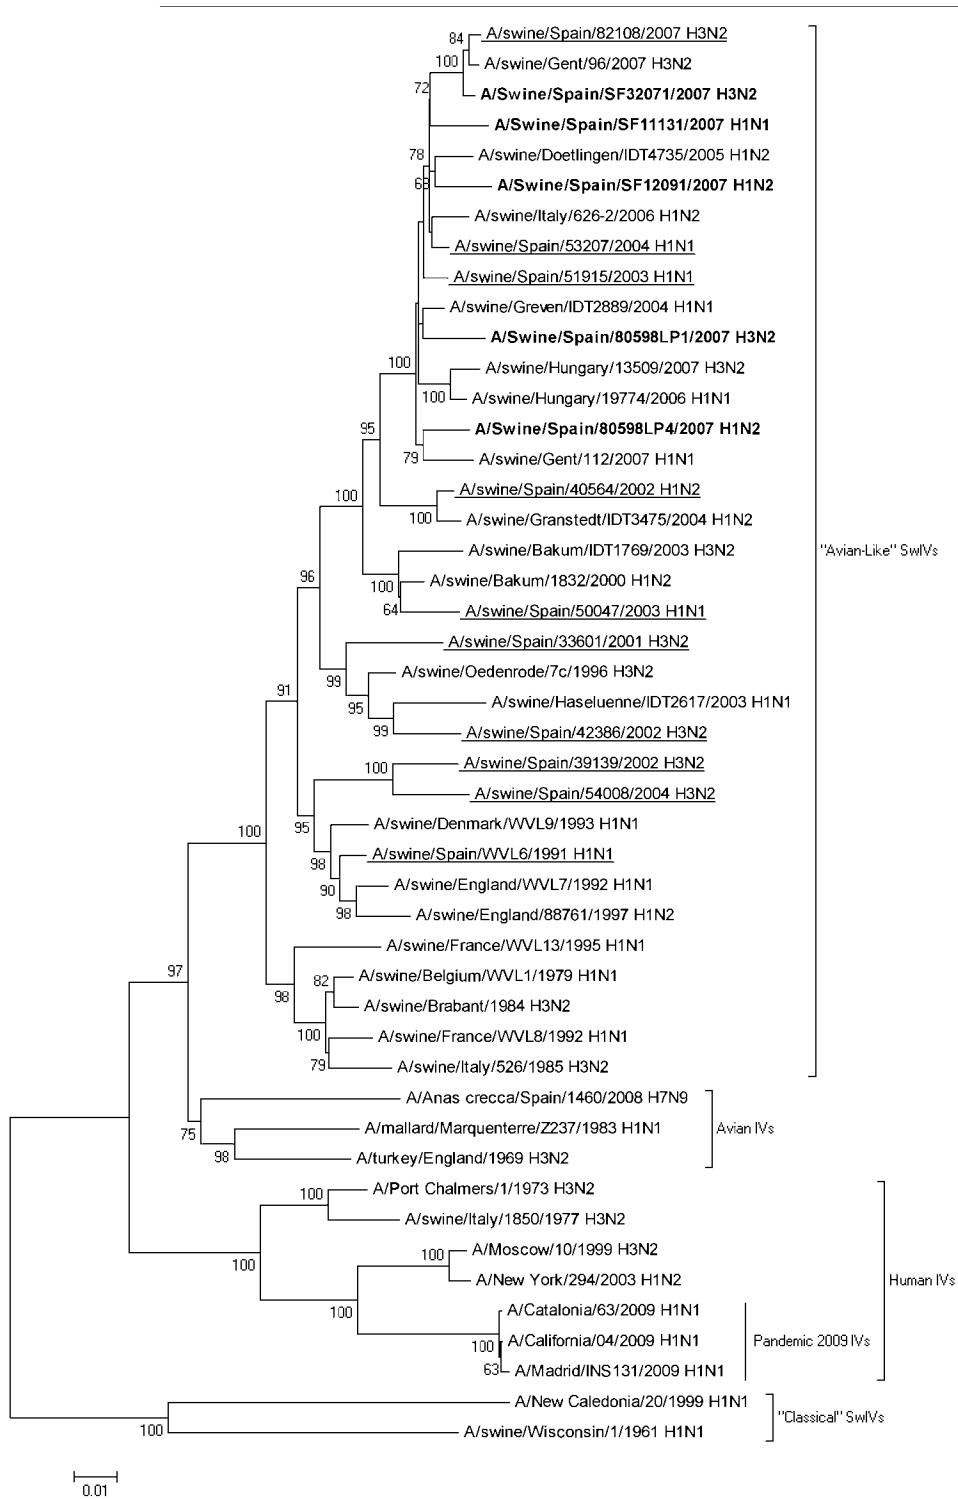 84 A/swine/Spain/82108/2007 H3N2
100 A/swine/Gent/96/2007 H3N2
72 A/Swine/Spain/SF32071/2007 H3N2
A/Swine/Spain/SF11131/2007 H1N1
78 A/swine/Doetlingen/IDT4735/2005 H1N2
68 A/Swine/Spain/SF12091/2007 H1N2
A/swine/Italy/626-2/2006 H1N2
A/swine/Spain/53207/2004 H1N1
A/swine/Spain/51915/2003 H1N1
A/swine/Greven/IDT2889/2004 H1N1
A/Swine/Spain/80598LP1/2007 H3N2
100 A/swine/Hungary/13509/2007 H3N2
100 A/swine/Hungary/19774/2006 H1N1
95 A/Swine/Spain/80598LP4/2007 H1N2
79 A/swine/Gent/112/2007 H1N1
100 A/swine/Spain/40564/2002 H1N2
100 A/swine/Granstedt/IDT3475/2004 H1N2
A/swine/Bakum/IDT1769/2003 H3N2
"Avian-Like" SwIVs
96 100 A/swine/Bakum/1832/2000 H1N2
64 A/swine/Spain/50047/2003 H1N1
A/swine/Spain/33601/2001 H3N2
99 A/swine/Oedenrode/7c/1996 H3N2
91 95 A/swine/Haseluenne/IDT2617/2003 H1N1
99 A/swine/Spain/42386/2002 H3N2
100 A/swine/Spain/39139/2002 H3N2
A/swine/Spain/54008/2004 H3N2
100 95 A/swine/Denmark/WVL9/1993 H1N1
98 A/swine/Spain/WVL6/1991 H1N1
90 A/swine/England/WVL7/1992 H1N1
98 A/swine/England/88761/1997 H1N2
A/swine/France/WVL13/1995 H1N1
97 82 A/swine/Belgium/WVL1/1979 H1N1
98 A/swine/Brabant/1984 H3N2
100 A/swine/France/WVL8/1992 H1N1
79 A/swine/Italy/526/1985 H3N2
A/Anas crecca/Spain/1460/2008 H7N9
75 A/mallard/Marquenterre/Z237/1983 H1N1
Avian IVs
98 A/turkey/England/1969 H3N2
100 A/Port Chalmers/1/1973 H3N2
A/swine/Italy/1850/1977 H3N2
100 100 A/Moscow/10/1999 H3N2
A/New York/294/2003 H1N2
Human IVs
100 A/Catalonia/63/2009 H1N1
100 A/California/04/2009 H1N1
Pandemic 2009 IVs
63 A/Madrid/INS131/2009 H1N1
A/New Caledonia/20/1999 H1N1
"Classical" SwIVs
100 A/swine/Wisconsin/1/1961 H1N1
0.01